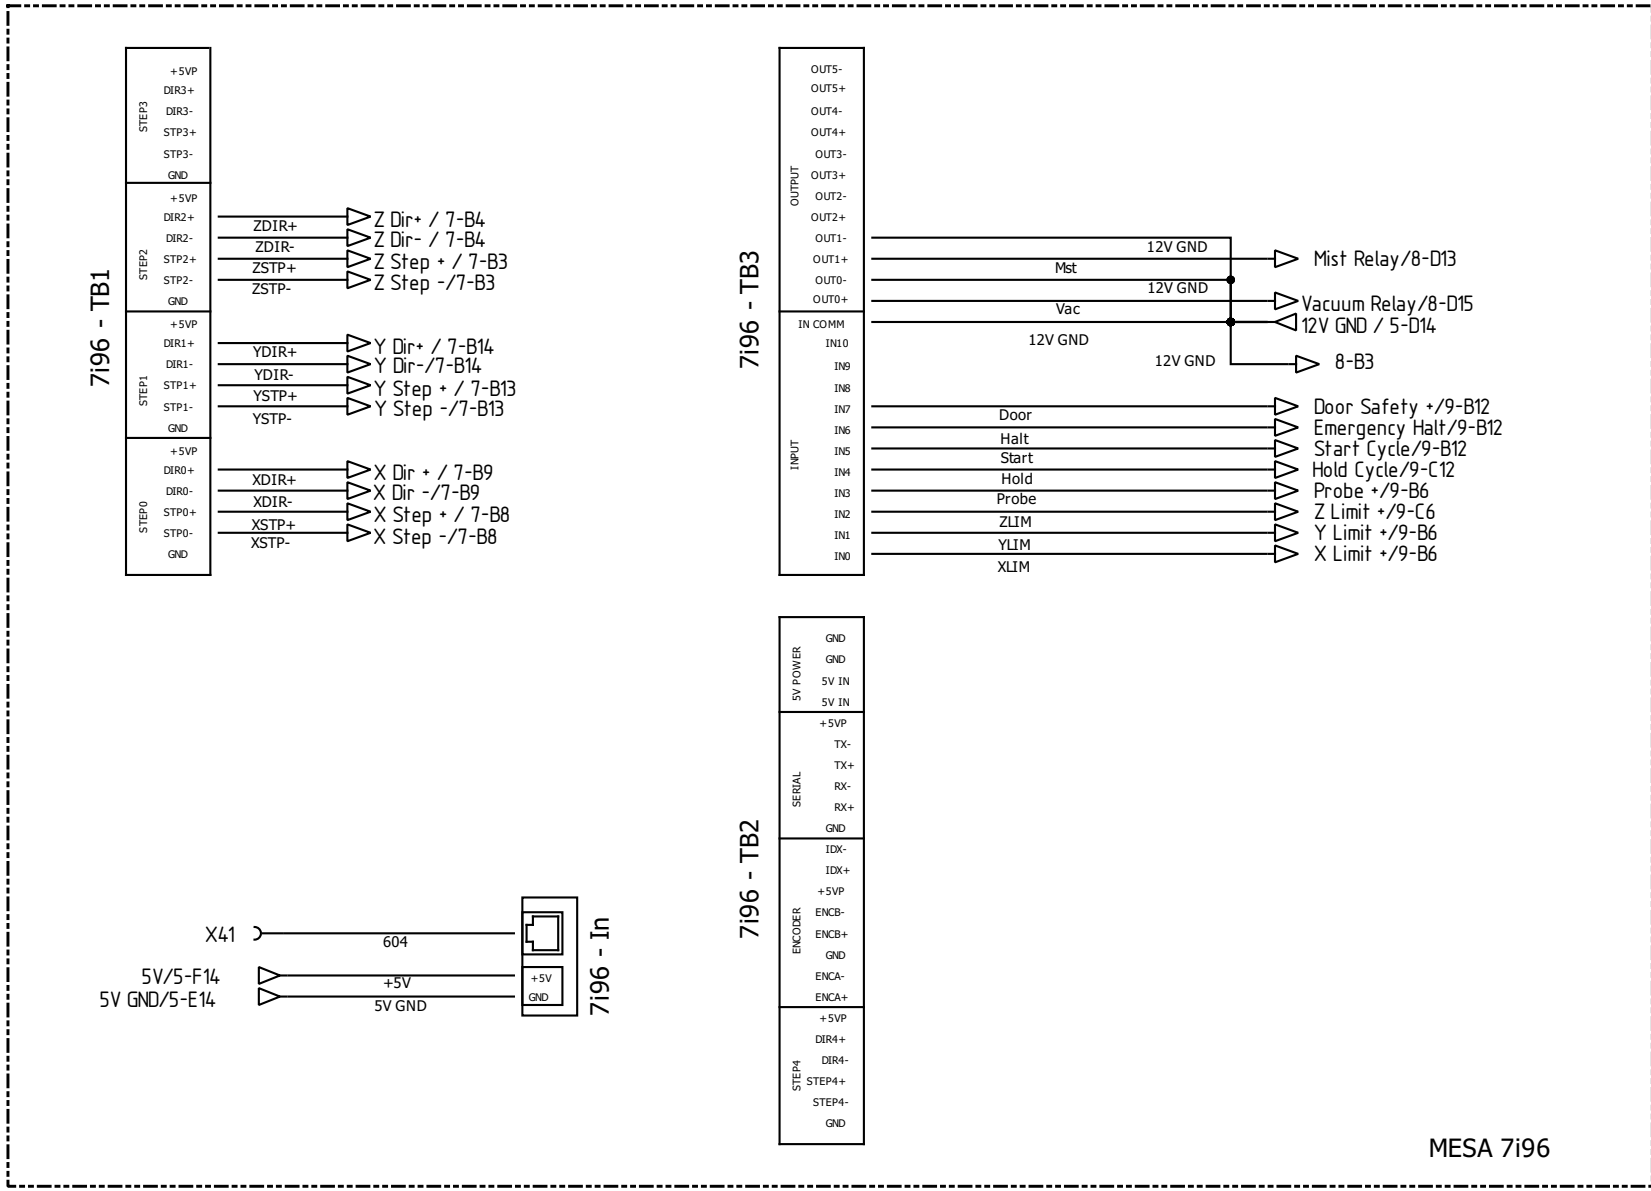 7i96 - TB1
STEP3
+5VP
DIR3+
DIR3-
STP3+
STP3-
GND
STEP2
+5VP
DIR2+
DIR2-
STP2+
STP2-
GND
STEP1
+5VP
DIR1+
DIR1-
STP1+
STP1-
GND
STEP0
+5VP
DIR0+
DIR0-
STP0+
STP0-
GND
ZDIR+ Z Dir+ / 7-B4
ZDIR- Z Dir- / 7-B4
ZSTP+ Z Step + / 7-B3
ZSTP- Z Step -/7-B3
YDIR+ Y Dir+ / 7-B14
YDIR- Y Dir-/7-B14
YSTP+ Y Step + / 7-B13
YSTP- Y Step -/7-B13
XDIR+ X Dir + / 7-B9
XDIR- X Dir -/7-B9
XSTP+ X Step + / 7-B8
XSTP- X Step -/7-B8
7i96 - TB3
OUTPUT
OUT5-
OUT5+
OUT4-
OUT4+
OUT3-
OUT3+
OUT2-
OUT2+
OUT1-
OUT1+
OUT0-
OUT0+
INPUT
IN COMM
IN10
IN9
IN8
IN7
IN6
IN5
IN4
IN3
IN2
IN1
IN0
12V GND
Mst Mist Relay/8-D13
12V GND
Vac Vacuum Relay/8-D15
12V GND 12V GND / 5-D14
12V GND 8-B3
Door Door Safety +/9-B12
Halt Emergency Halt/9-B12
Start Start Cycle/9-B12
Hold Hold Cycle/9-C12
Probe Probe +/9-B6
ZLIM Z Limit +/9-C6
YLIM Y Limit +/9-B6
XLIM X Limit +/9-B6
7i96 - TB2
5V POWER
GND
GND
5V IN
5V IN
SERIAL
+5VP
TX-
TX+
RX-
RX+
GND
ENCODER
IDX-
IDX+
+5VP
ENCB-
ENCB+
GND
ENCA-
ENCA+
STEP4
+5VP
DIR4+
DIR4-
STEP4+
STEP4-
GND
X41 604
5V/5-F14 +5V +5V
5V GND/5-E14 5V GND GND
7i96 - In
MESA 7i96